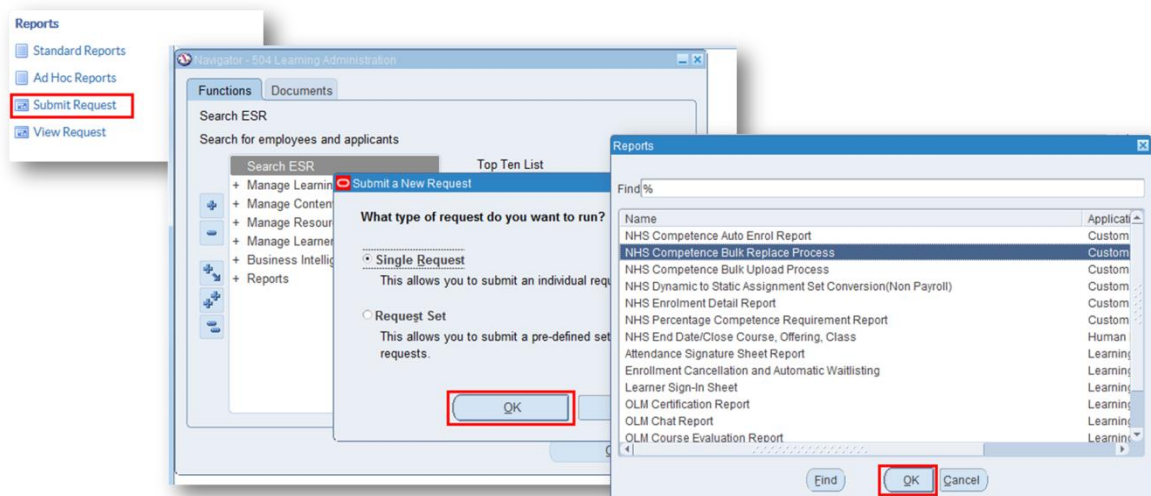 Reports
Standard Reports
Ad Hoc Reports
Submit Request
View Request
Navigator - 504 Learning Administration
Functions Documents
Search ESR
Search for employees and applicants
Search ESR
+ Manage Learnin
+ Manage Conten
+ Manage Resour
+ Manage Learner
+ Business Intellig
+ Reports
Top Ten List
Submit a New Request
What type of request do you want to run?
Single Request
This allows you to submit an individual requ
Request Set
This allows you to submit a pre-defined set
requests.
OK
Reports
Find %
Name Applicati
NHS Competence Auto Enrol Report Custom
NHS Competence Bulk Replace Process Custom
NHS Competence Bulk Upload Process Custom
NHS Dynamic to Static Assignment Set Conversion(Non Payroll) Custom
NHS Enrolment Detail Report Custom
NHS Percentage Competence Requirement Report Custom
NHS End Date/Close Course, Offering, Class Human
Attendance Signature Sheet Report Learning
Enrollment Cancellation and Automatic Waitlisting Learning
Learner Sign-In Sheet Learning
OLM Certification Report Learning
OLM Chat Report Learning
OLM Course Evaluation Report Learning
Find OK Cancel